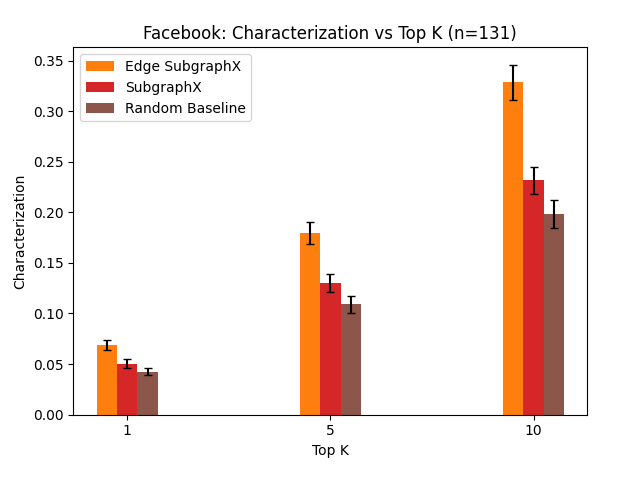 Facebook: Characterization vs Top K (n=131)
Edge SubgraphX
SubgraphX
Random Baseline
Characterization
0.35
0.30
0.25
0.20
0.15
0.10
0.05
0.00
1 5 10
Top K